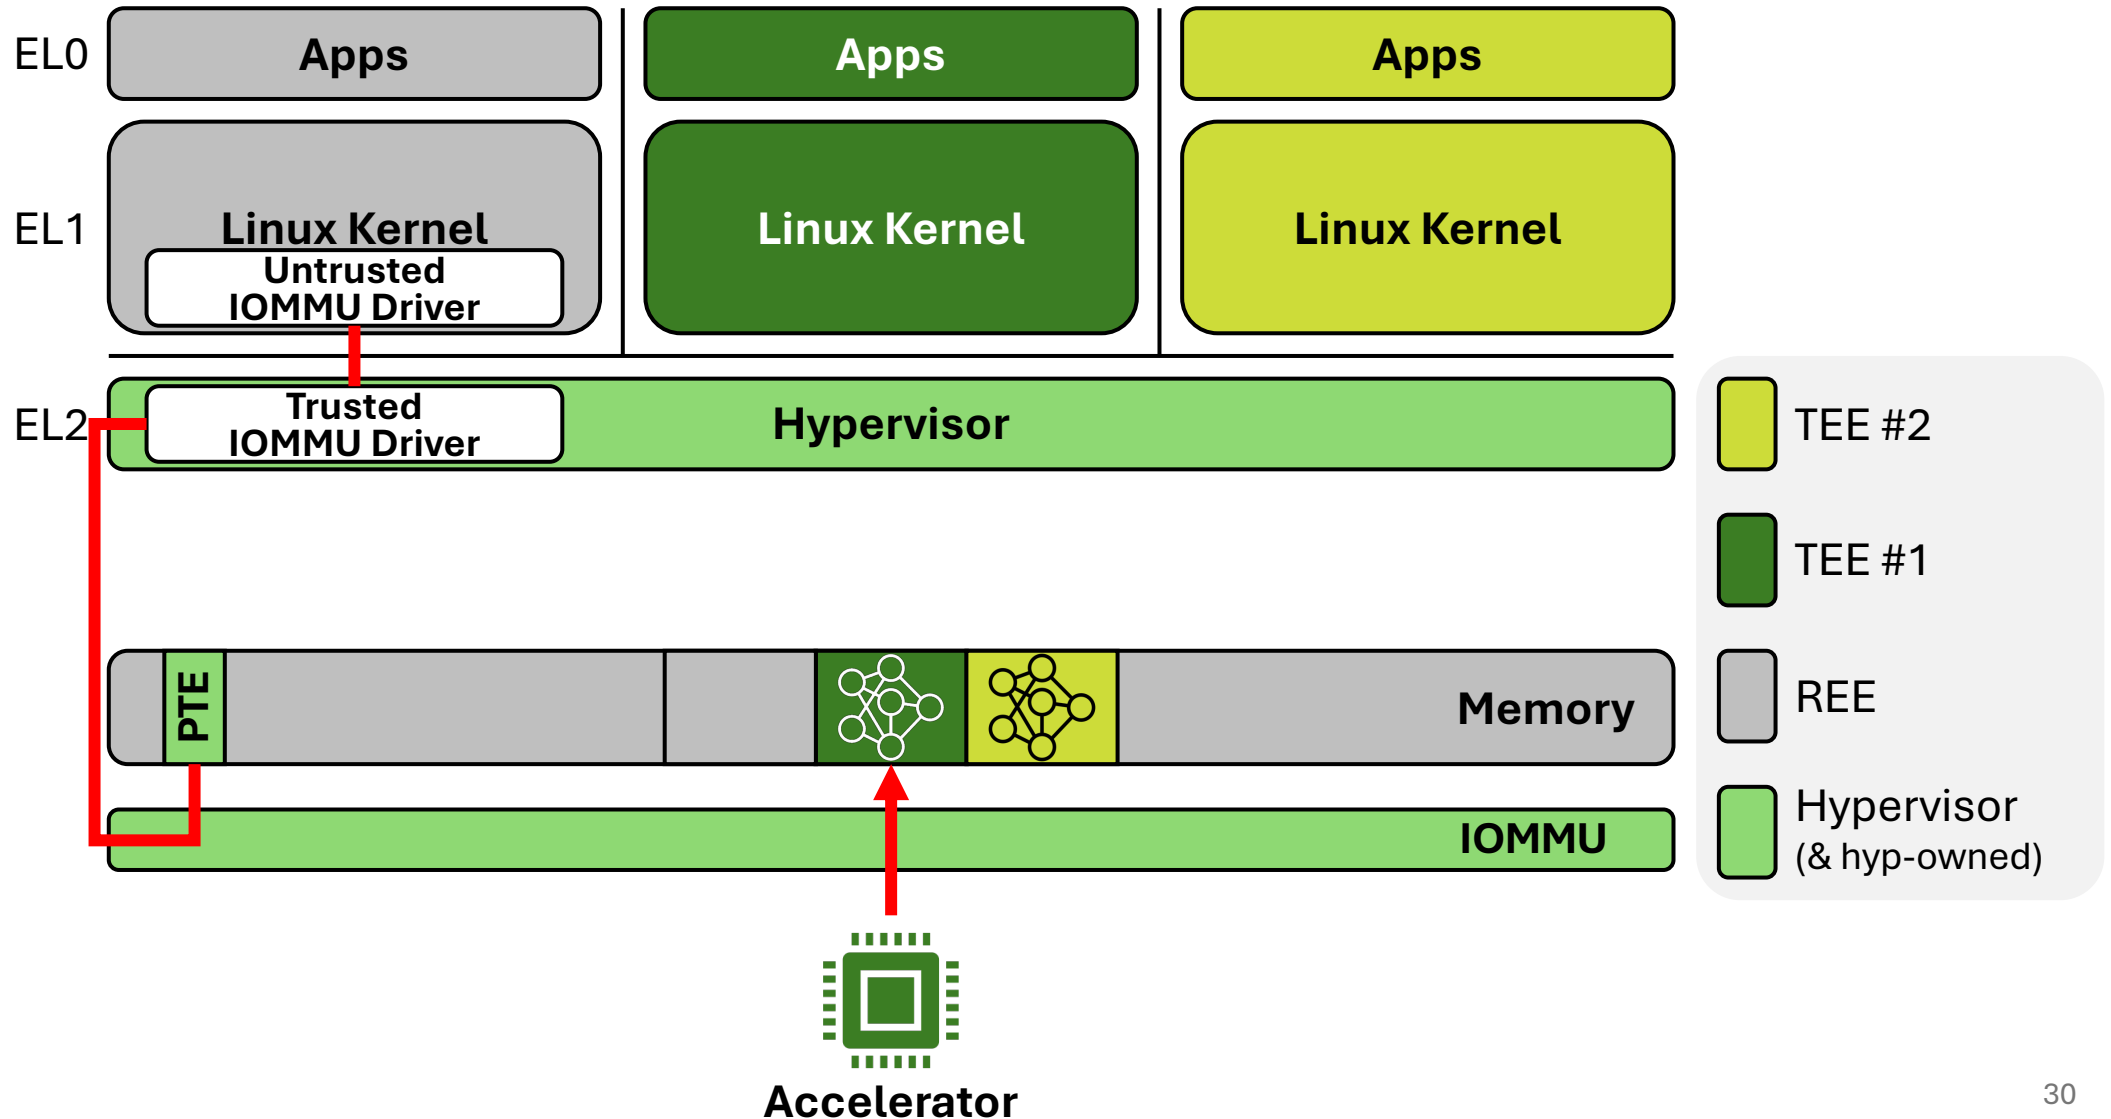 EL0
Apps
Apps
Apps
EL1
Linux Kernel
Untrusted
IOMMU Driver
Linux Kernel
Linux Kernel
EL2
Trusted
IOMMU Driver
Hypervisor
PTE
Memory
IOMMU
Accelerator
TEE #2
TEE #1
REE
Hypervisor
(& hyp-owned)
30